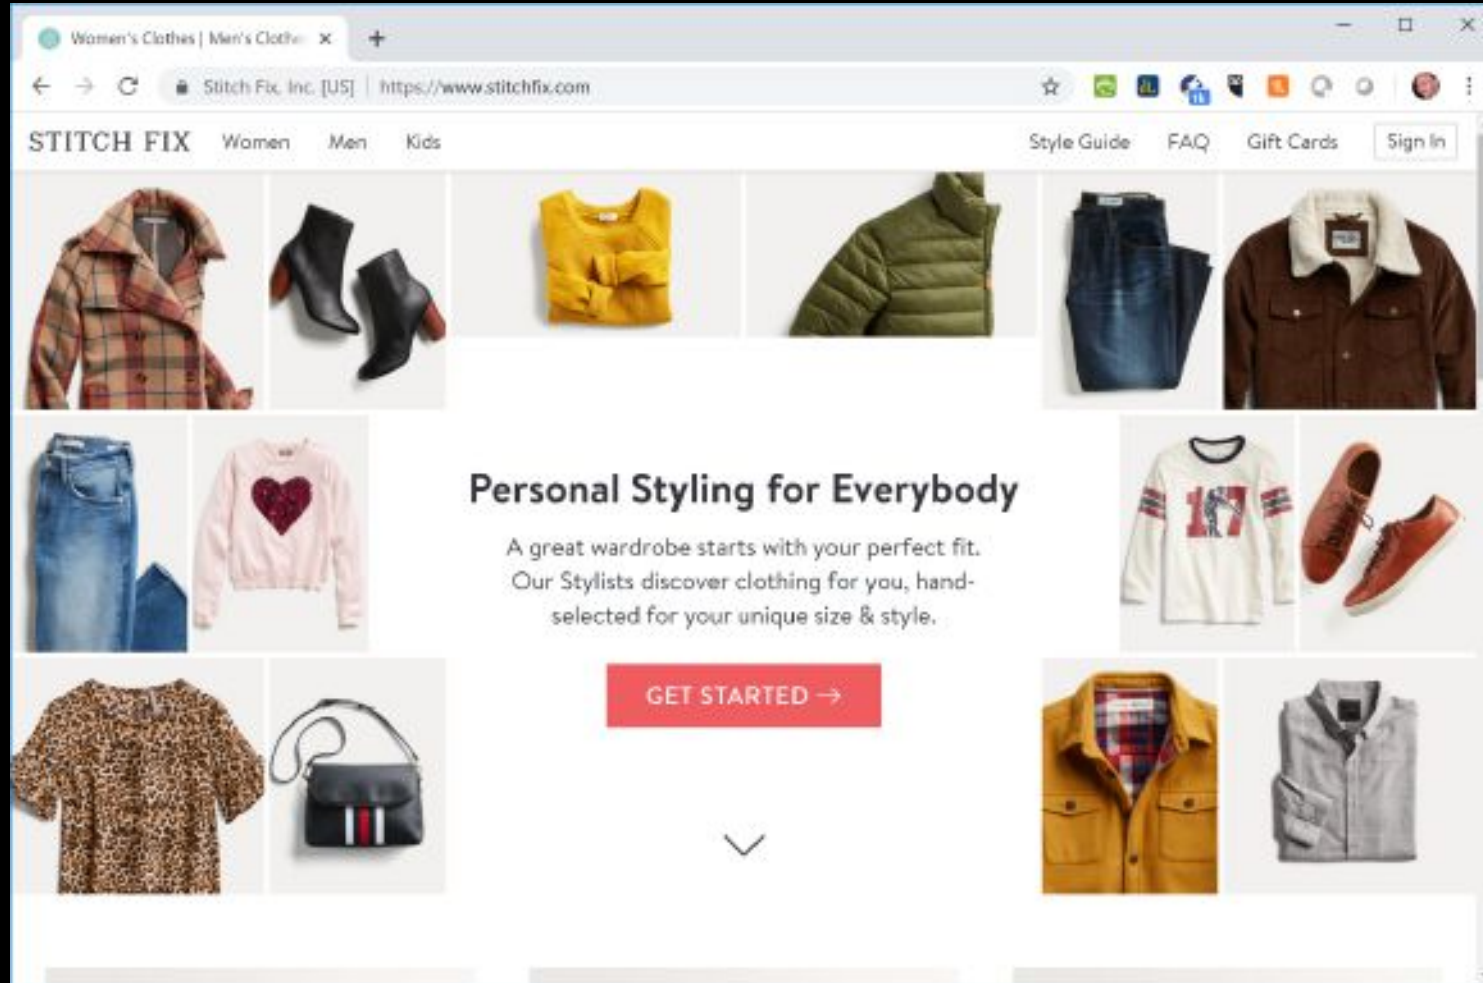 Women's Clothes | Men's Clothe
Stitch Fix, Inc. [US] | https://www.stitchfix.com
STITCH FIX Women Men Kids Style Guide FAQ Gift Cards Sign In
Personal Styling for Everybody
A great wardrobe starts with your perfect fit.
Our Stylists discover clothing for you, hand-
selected for your unique size & style.
GET STARTED →
17